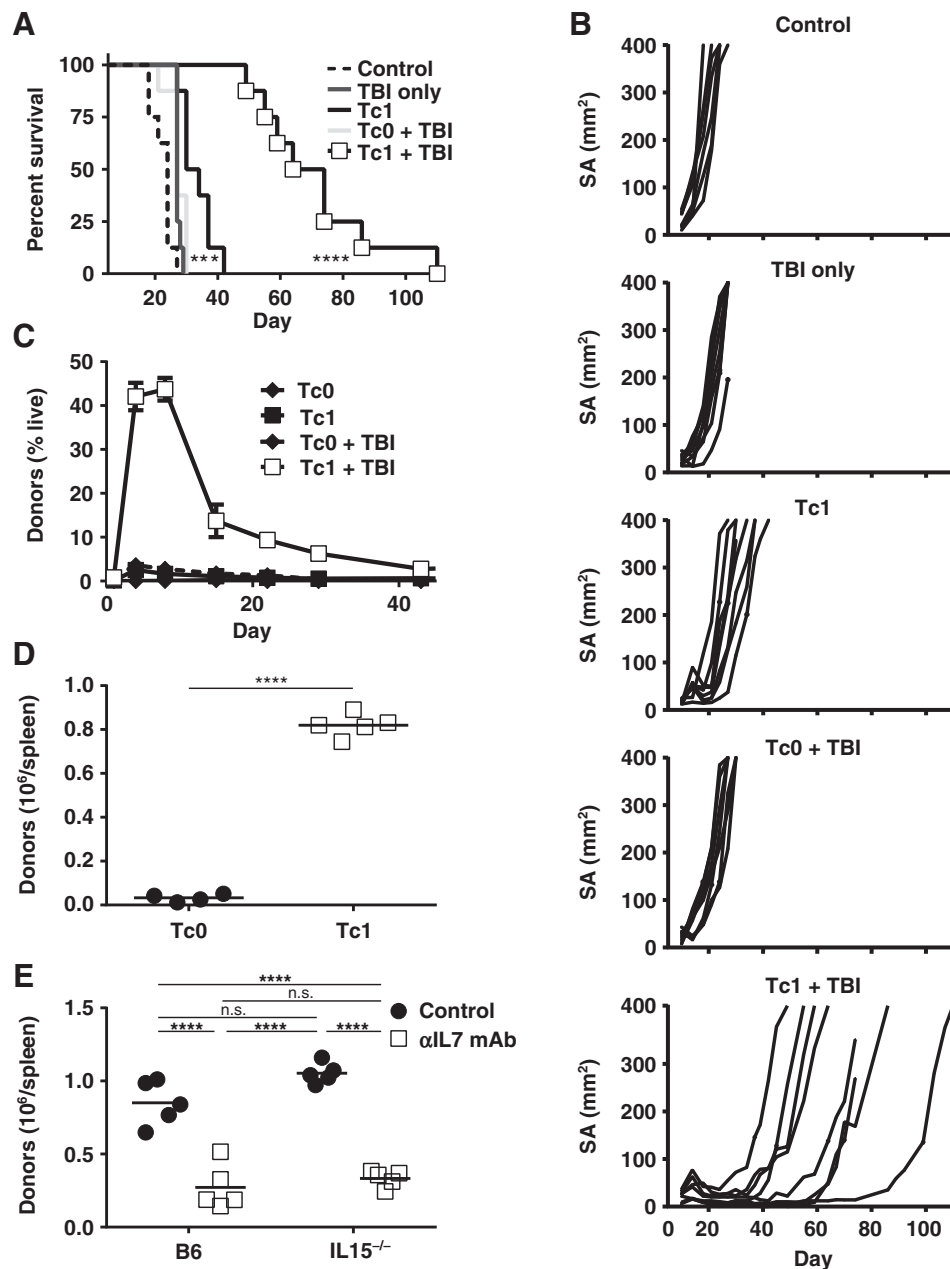 A
Percent survival
100
75
50
25
0
20 40 60 80 100
Day
Control
TBI only
Tc1
Tc0 + TBI
Tc1 + TBI
*** ****
B
Control
SA (mm²)
400
300
200
100
0
TBI only
SA (mm²)
400
300
200
100
0
Tc1
SA (mm²)
400
300
200
100
0
Tc0 + TBI
SA (mm²)
400
300
200
100
0
Tc1 + TBI
SA (mm²)
400
300
200
100
0
0 20 40 60 80 100
Day
C
Donors (% live)
50
40
30
20
10
0
0 20 40
Day
Tc0
Tc1
Tc0 + TBI
Tc1 + TBI
D
Donors (10⁶/spleen)
1.0
0.8
0.6
0.4
0.2
0.0
****
Tc0 Tc1
E
Donors (10⁶/spleen)
1.5
1.0
0.5
0.0
****
n.s.
n.s.
**** **** ****
Control
αIL7 mAb
B6 IL15⁻/⁻